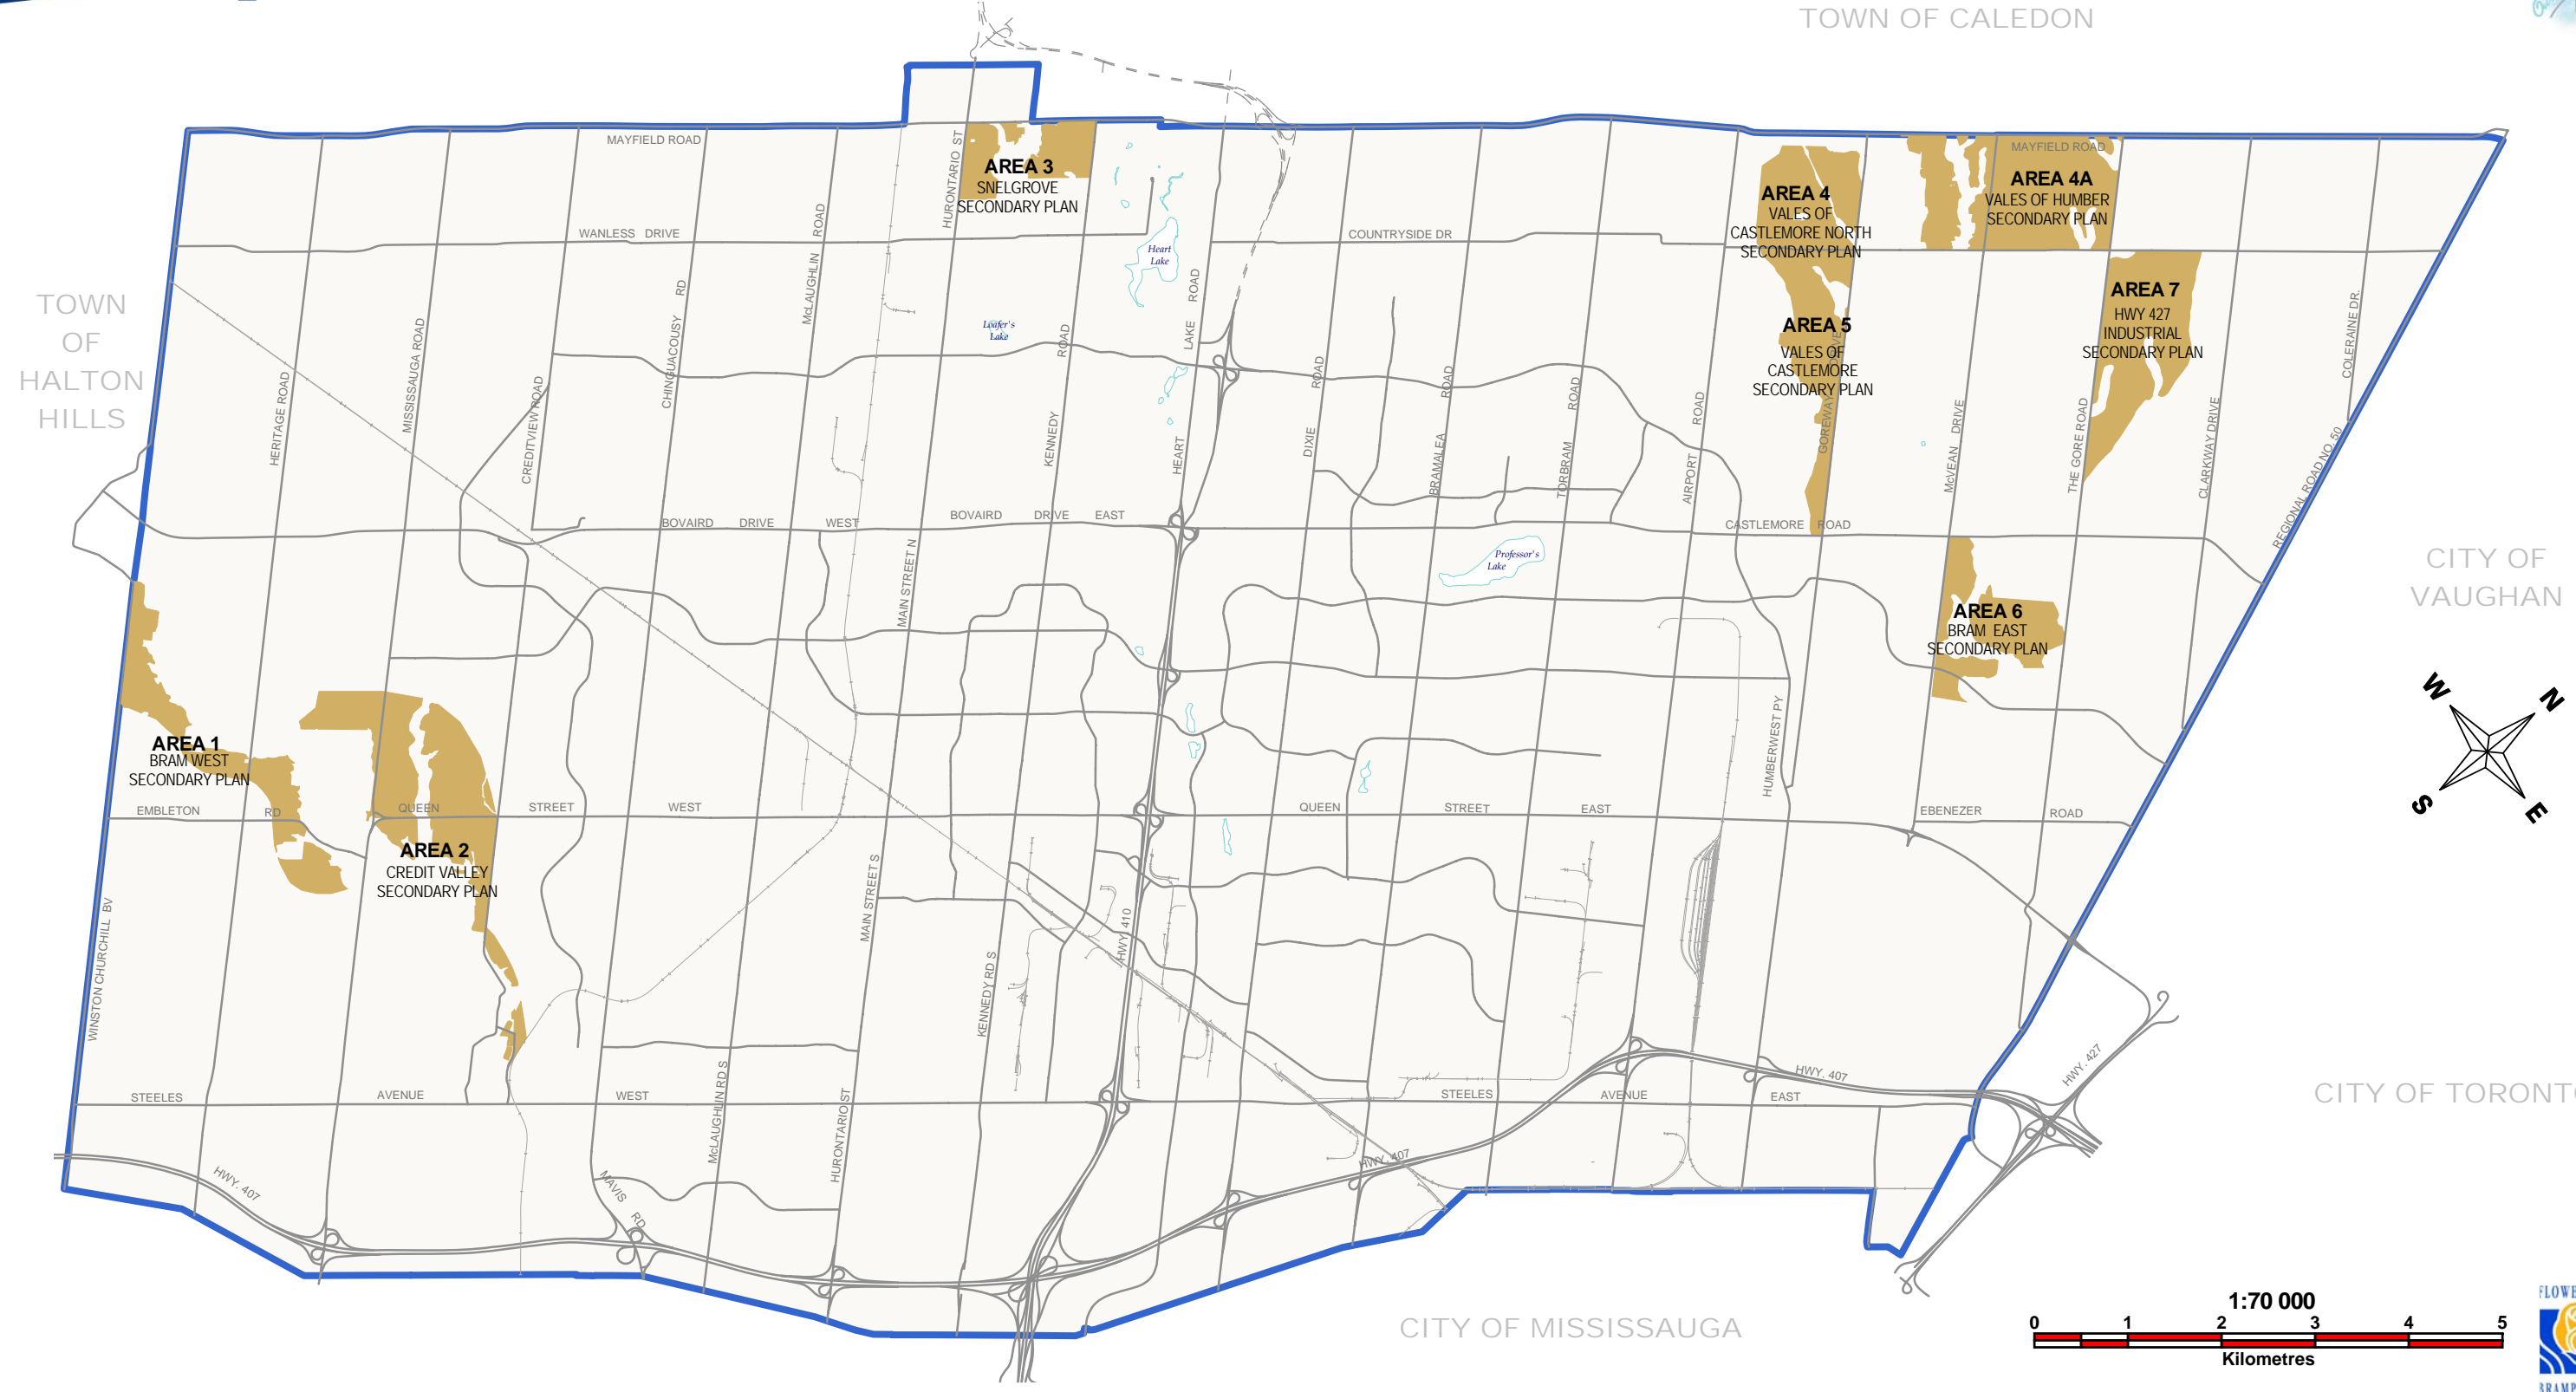 TOWN OF CALEDON
MAYFIELD ROAD
HURONTARIO ST
AREA 3
SNELGROVE
SECONDARY PLAN
MAYFIELD ROAD
AREA 4A
VALES OF HUMBER
SECONDARY PLAN
AREA 4
VALES OF
CASTLEMORE NORTH
SECONDARY PLAN
WANLESS DRIVE
McLAUGHLIN ROAD
COUNTRYSIDE DR
Heart
Lake
TOWN
OF
HALTON
HILLS
Loafer's
Lake
AREA 5
VALES OF
CASTLEMORE
SECONDARY PLAN
AREA 7
HWY 427
INDUSTRIAL
SECONDARY PLAN
HERITAGE ROAD
MISSISSAUGA ROAD
CREDITVIEW ROAD
CHINGUACOUSY RD
KENNEDY ROAD
HEART LAKE ROAD
DIXIE ROAD
BRAMALEA ROAD
TORBRAM ROAD
AIRPORT ROAD
GOREWAY DRIVE
McVEAN DRIVE
THE GORE ROAD
CLARKWAY DRIVE
COLERAINE DR.
REGIONAL ROAD NO. 50
BOVAIRD DRIVE WEST
BOVAIRD DRIVE EAST
CASTLEMORE ROAD
MAIN STREET N
Professor's
Lake
CITY OF
VAUGHAN
AREA 6
BRAM EAST
SECONDARY PLAN
W
N
S
E
AREA 1
BRAM WEST
SECONDARY PLAN
HUMBERWEST PY
EMBLETON RD
QUEEN STREET WEST
QUEEN STREET EAST
EBENEZER ROAD
AREA 2
CREDIT VALLEY
SECONDARY PLAN
WINSTON CHURCHILL BV
MAIN STREET S
KENNEDY RD S
HWY. 410
HWY. 427
HWY. 407
CITY OF TORONTO
STEELES AVENUE WEST
STEELES AVENUE EAST
McLAUGHLIN RD S
HURONTARIO ST
HWY. 407
HWY. 407
MAVIS RD
CITY OF MISSISSAUGA
1:70 000
0 1 2 3 4 5
Kilometres